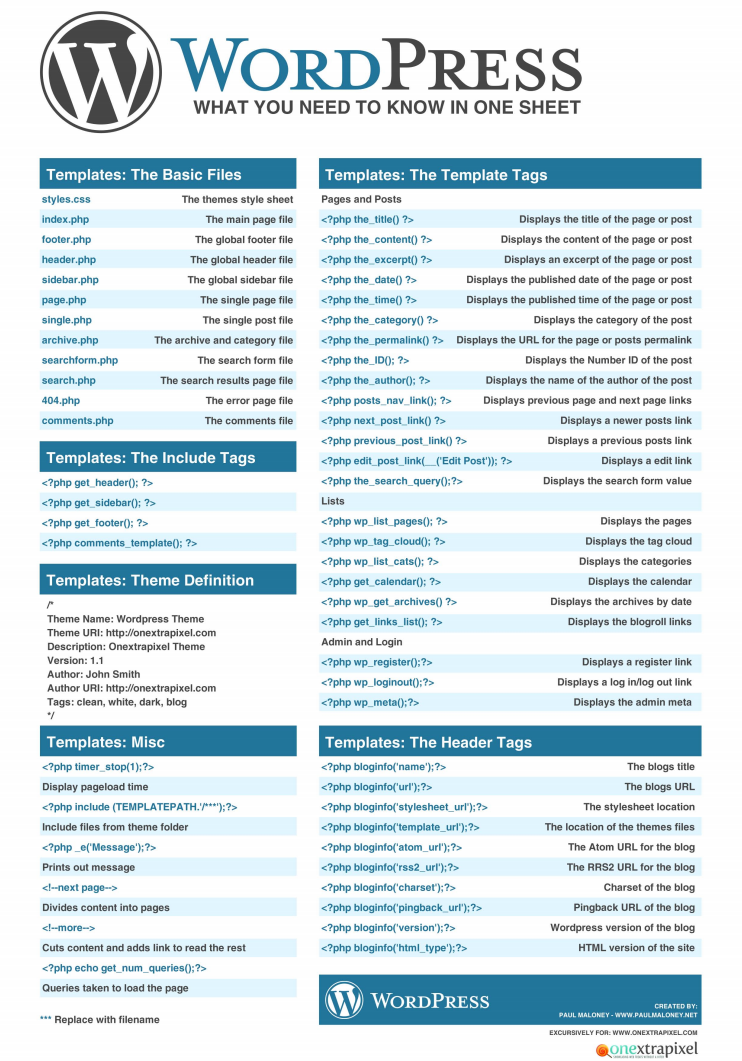 WORDPRESS
WHAT YOU NEED TO KNOW IN ONE SHEET
Templates: The Basic Files
styles.css The themes style sheet
index.php The main page file
footer.php The global footer file
header.php The global header file
sidebar.php The global sidebar file
page.php The single page file
single.php The single post file
archive.php The archive and category file
searchform.php The search form file
search.php The search results page file
404.php The error page file
comments.php The comments file
Templates: The Include Tags
<?php get_header(); ?>
<?php get_sidebar(); ?>
<?php get_footer(); ?>
<?php comments_template(); ?>
Templates: Theme Definition
/*
Theme Name: Wordpress Theme
Theme URI: http://onextrapixel.com
Description: Onextrapixel Theme
Version: 1.1
Author: John Smith
Author URI: http://onextrapixel.com
Tags: clean, white, dark, blog
*/
Templates: Misc
<?php timer_stop(1);?>
Display pageload time
<?php include (TEMPLATEPATH.'/***');?>
Include files from theme folder
<?php _e('Message');?>
Prints out message
<!--next page-->
Divides content into pages
<!--more-->
Cuts content and adds link to read the rest
<?php echo get_num_queries();?>
Queries taken to load the page
*** Replace with filename
Templates: The Template Tags
Pages and Posts
<?php the_title() ?> Displays the title of the page or post
<?php the_content() ?> Displays the content of the page or post
<?php the_excerpt() ?> Displays an excerpt of the page or post
<?php the_date() ?> Displays the published date of the page or post
<?php the_time() ?> Displays the published time of the page or post
<?php the_category() ?> Displays the category of the post
<?php the_permalink() ?> Displays the URL for the page or posts permalink
<?php the_ID(); ?> Displays the Number ID of the post
<?php the_author(); ?> Displays the name of the author of the post
<?php posts_nav_link(); ?> Displays previous page and next page links
<?php next_post_link() ?> Displays a newer posts link
<?php previous_post_link() ?> Displays a previous posts link
<?php edit_post_link(__('Edit Post')); ?> Displays a edit link
<?php the_search_query();?> Displays the search form value
Lists
<?php wp_list_pages(); ?> Displays the pages
<?php wp_tag_cloud(); ?> Displays the tag cloud
<?php wp_list_cats(); ?> Displays the categories
<?php get_calendar(); ?> Displays the calendar
<?php wp_get_archives() ?> Displays the archives by date
<?php get_links_list(); ?> Displays the blogroll links
Admin and Login
<?php wp_register();?> Displays a register link
<?php wp_loginout();?> Displays a log in/log out link
<?php wp_meta();?> Displays the admin meta
Templates: The Header Tags
<?php bloginfo('name');?> The blogs title
<?php bloginfo('url');?> The blogs URL
<?php bloginfo('stylesheet_url');?> The stylesheet location
<?php bloginfo('template_url');?> The location of the themes files
<?php bloginfo('atom_url');?> The Atom URL for the blog
<?php bloginfo('rss2_url');?> The RRS2 URL for the blog
<?php bloginfo('charset');?> Charset of the blog
<?php bloginfo('pingback_url');?> Pingback URL of the blog
<?php bloginfo('version');?> Wordpress version of the blog
<?php bloginfo('html_type');?> HTML version of the site
WORDPRESS
CREATED BY:
PAUL MALONEY - WWW.PAULMALONEY.NET
EXCURSIVELY FOR: WWW.ONEXTRAPIXEL.COM
onextrapixel